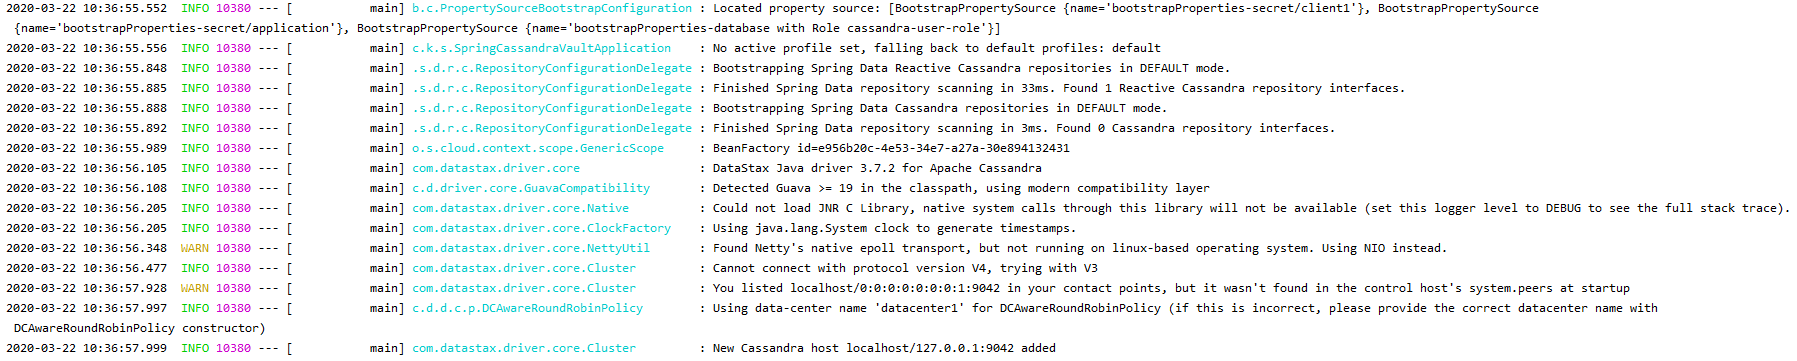 2020-03-22 10:36:55.552  INFO 10380 --- [           main] b.c.PropertySourceBootstrapConfiguration : Located property source: [BootstrapPropertySource {name='bootstrapProperties-secret/client1'}, BootstrapPropertySource
{name='bootstrapProperties-secret/application'}, BootstrapPropertySource {name='bootstrapProperties-database with Role cassandra-user-role'}]
2020-03-22 10:36:55.556  INFO 10380 --- [           main] c.k.s.SpringCassandraVaultApplication    : No active profile set, falling back to default profiles: default
2020-03-22 10:36:55.848  INFO 10380 --- [           main] .s.d.r.c.RepositoryConfigurationDelegate : Bootstrapping Spring Data Reactive Cassandra repositories in DEFAULT mode.
2020-03-22 10:36:55.885  INFO 10380 --- [           main] .s.d.r.c.RepositoryConfigurationDelegate : Finished Spring Data repository scanning in 33ms. Found 1 Reactive Cassandra repository interfaces.
2020-03-22 10:36:55.888  INFO 10380 --- [           main] .s.d.r.c.RepositoryConfigurationDelegate : Bootstrapping Spring Data Cassandra repositories in DEFAULT mode.
2020-03-22 10:36:55.892  INFO 10380 --- [           main] .s.d.r.c.RepositoryConfigurationDelegate : Finished Spring Data repository scanning in 3ms. Found 0 Cassandra repository interfaces.
2020-03-22 10:36:55.989  INFO 10380 --- [           main] o.s.cloud.context.scope.GenericScope     : BeanFactory id=e956b20c-4e53-34e7-a27a-30e894132431
2020-03-22 10:36:56.105  INFO 10380 --- [           main] com.datastax.driver.core                 : DataStax Java driver 3.7.2 for Apache Cassandra
2020-03-22 10:36:56.108  INFO 10380 --- [           main] c.d.driver.core.GuavaCompatibility       : Detected Guava >= 19 in the classpath, using modern compatibility layer
2020-03-22 10:36:56.205  INFO 10380 --- [           main] com.datastax.driver.core.Native          : Could not load JNR C Library, native system calls through this library will not be available (set this logger level to DEBUG to see the full stack trace).
2020-03-22 10:36:56.205  INFO 10380 --- [           main] com.datastax.driver.core.ClockFactory    : Using java.lang.System clock to generate timestamps.
2020-03-22 10:36:56.348  WARN 10380 --- [           main] com.datastax.driver.core.NettyUtil       : Found Netty's native epoll transport, but not running on linux-based operating system. Using NIO instead.
2020-03-22 10:36:56.477  INFO 10380 --- [           main] com.datastax.driver.core.Cluster         : Cannot connect with protocol version V4, trying with V3
2020-03-22 10:36:57.928  WARN 10380 --- [           main] com.datastax.driver.core.Cluster         : You listed localhost/0:0:0:0:0:0:0:1:9042 in your contact points, but it wasn't found in the control host's system.peers at startup
2020-03-22 10:36:57.997  INFO 10380 --- [           main] c.d.d.c.p.DCAwareRoundRobinPolicy        : Using data-center name 'datacenter1' for DCAwareRoundRobinPolicy (if this is incorrect, please provide the correct datacenter name with
DCAwareRoundRobinPolicy constructor)
2020-03-22 10:36:57.999  INFO 10380 --- [           main] com.datastax.driver.core.Cluster         : New Cassandra host localhost/127.0.0.1:9042 added